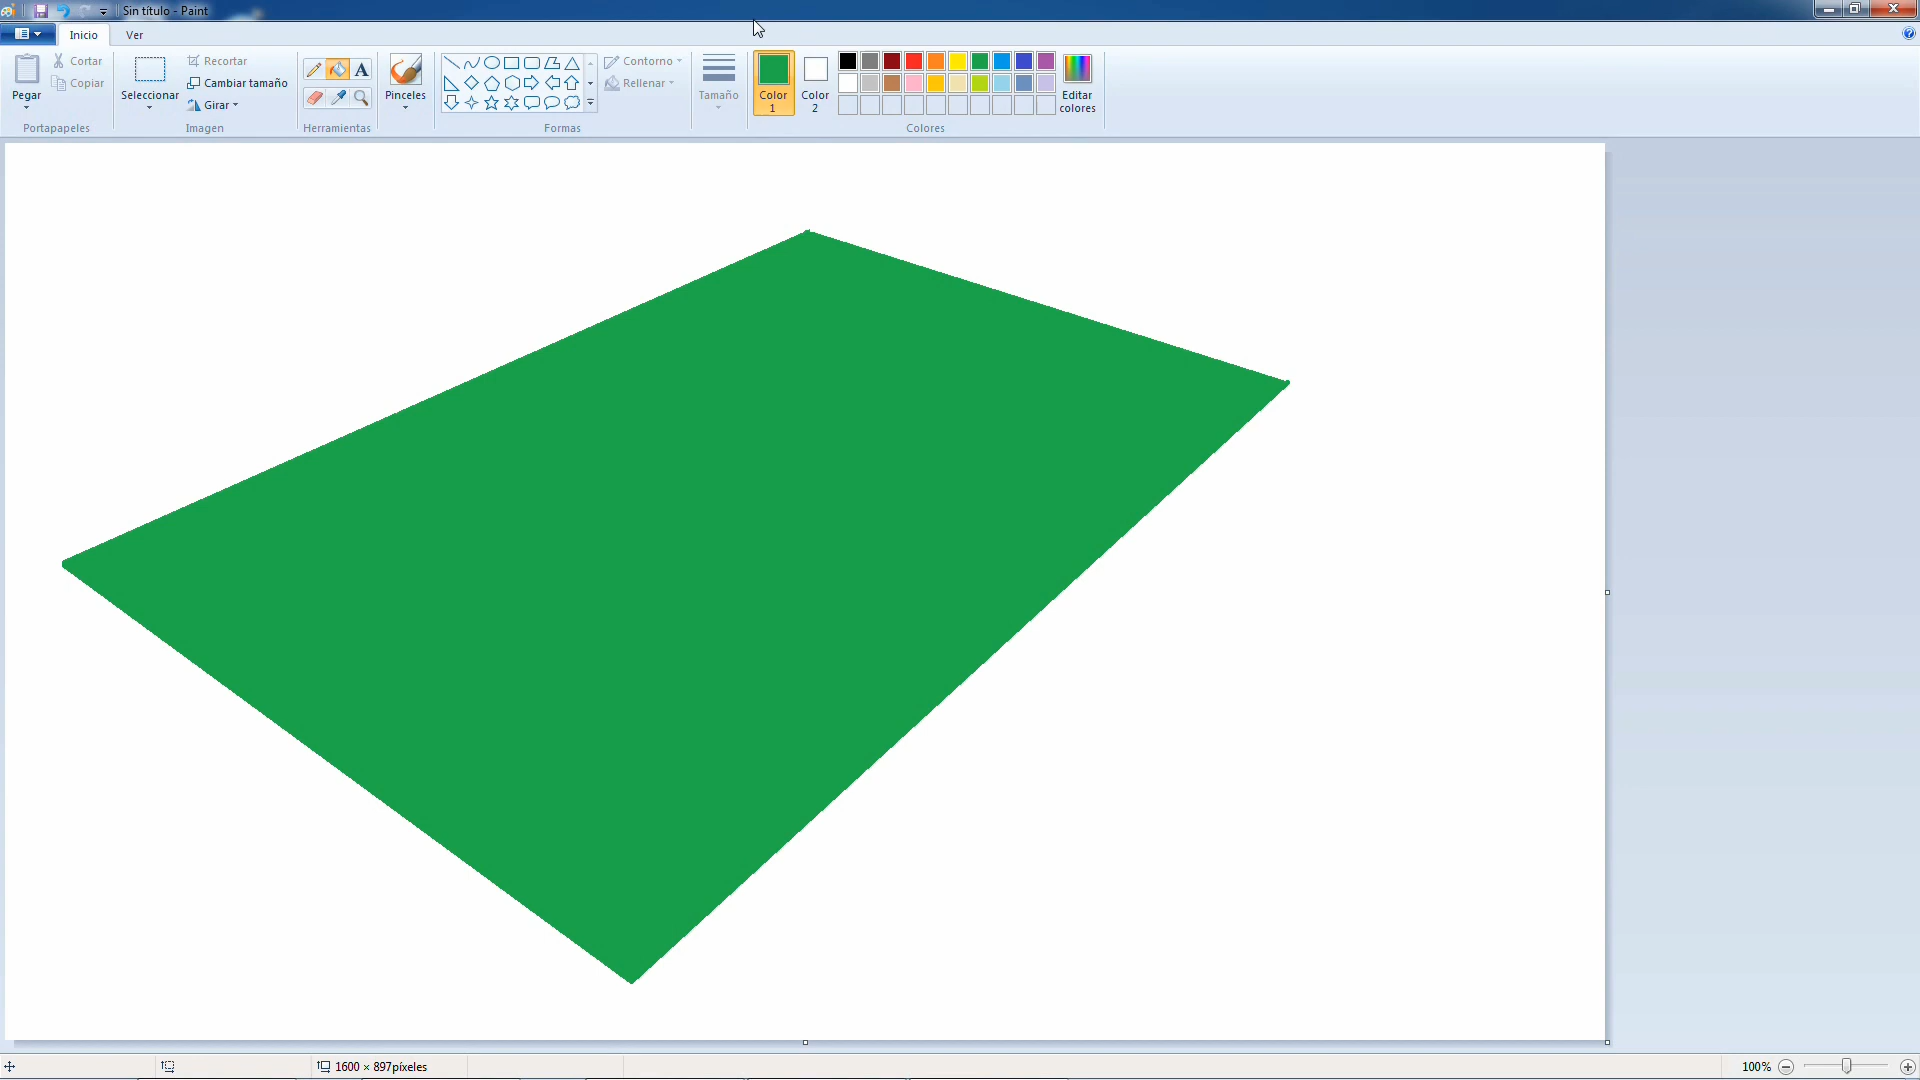 Sin título - Paint
Inicio
Ver
Pegar
Cortar
Copiar
Portapapeles
Seleccionar
Recortar
Cambiar tamaño
Girar
Imagen
A
Herramientas
Pinceles
Contorno
Rellenar
Formas
Tamaño
Color
1
Color
2
Editar
colores
Colores
1600 × 897píxeles
100%